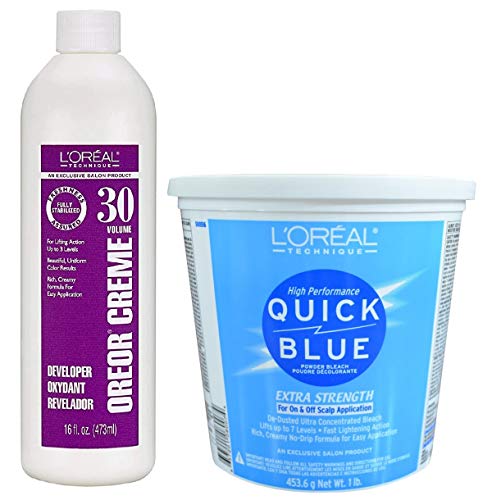 L'ORÉAL
TECHNIQUE
AN EXCLUSIVE SALON PRODUCT
FRESHNESS
FULLY
STABILIZED
ASSURED
30
VOLUME
For Lifting Action
Up to 3 Levels
Beautiful, Uniform
Color Results
Rich, Creamy
Formula For
Easy Application
OREOR® CREME
DEVELOPER
OXYDANT
REVELADOR
16 fl. oz. (473ml)
L'ORÉAL
TECHNIQUE
High Performance
QUICK
BLUE
POWDER BLEACH
POUDRE DÉCOLORANTE
EXTRA STRENGTH
For On & Off Scalp Application
De-Dusted Ultra Concentrated Bleach
Lifts up to 7 Levels • Fast Lightening Action
Rich, Creamy No-Drip Formula for Easy Application
AN EXCLUSIVE SALON PRODUCT
453.6 g Net Wt. 1 lb.